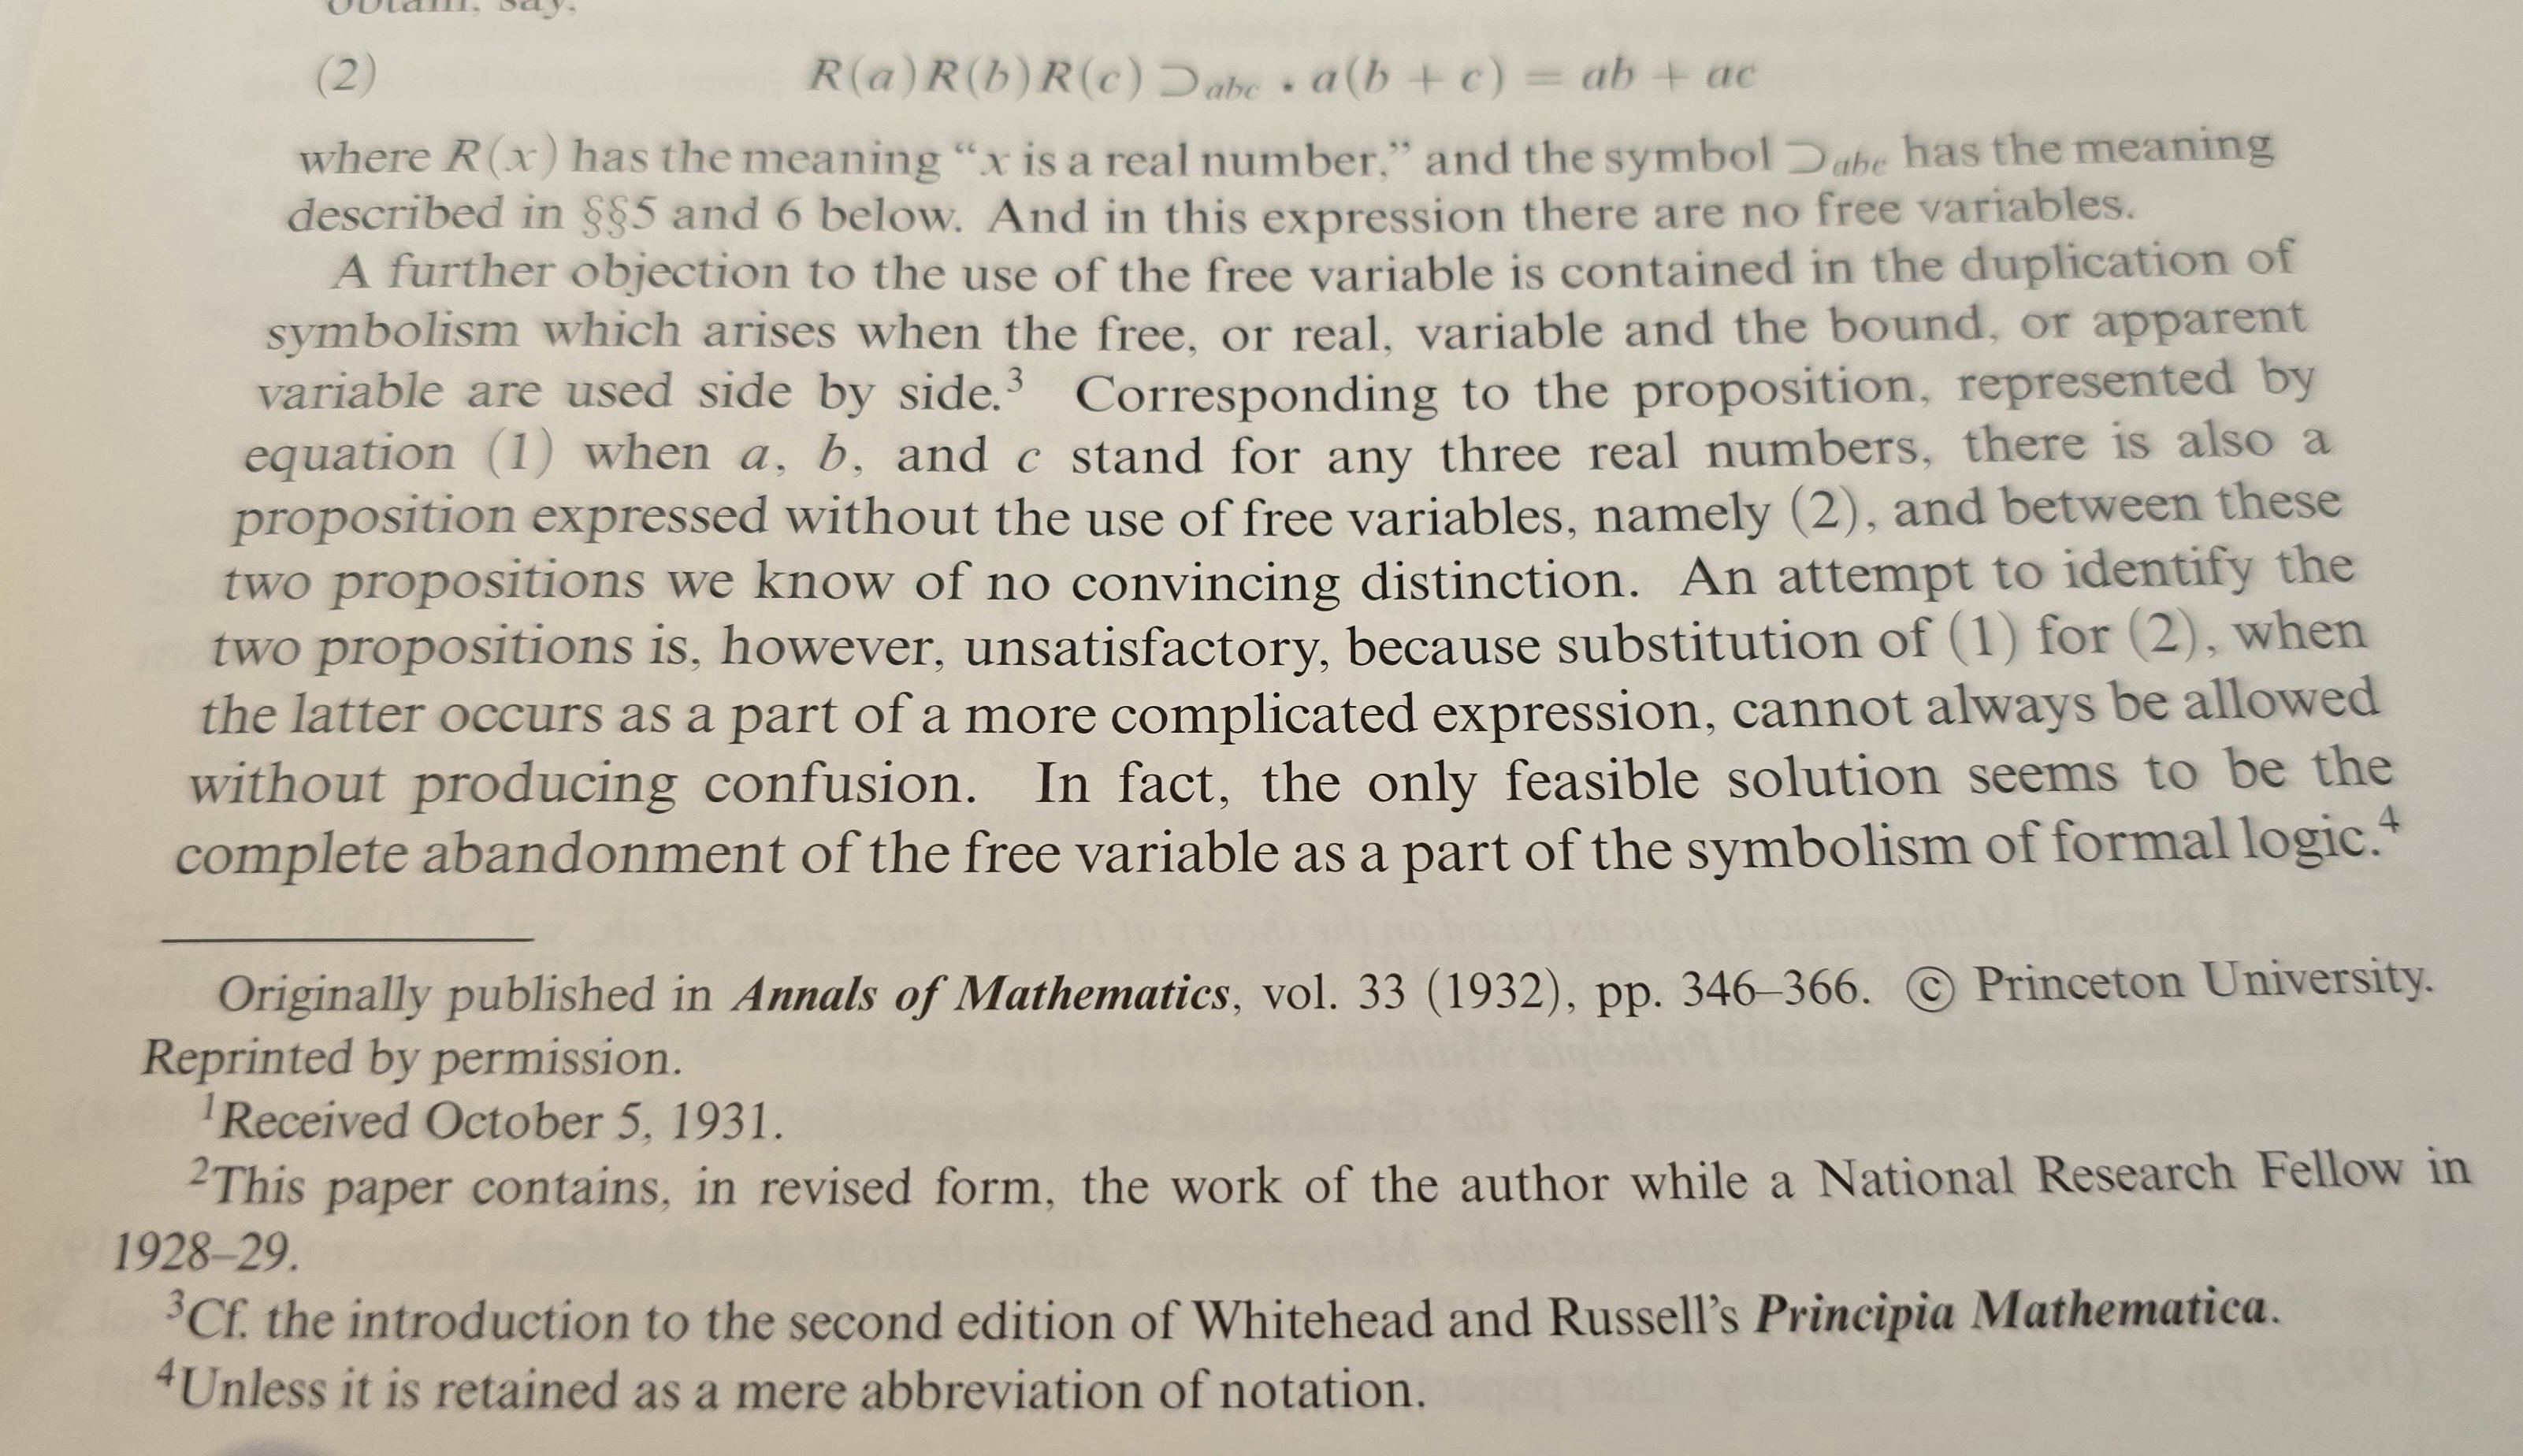 obtain, say,
(2) R(a)R(b)R(c) ⊃abc • a(b + c) = ab + ac
where R(x) has the meaning “x is a real number,” and the symbol ⊃abc has the meaning
described in §§5 and 6 below. And in this expression there are no free variables.
A further objection to the use of the free variable is contained in the duplication of
symbolism which arises when the free, or real, variable and the bound, or apparent
variable are used side by side.³ Corresponding to the proposition, represented by
equation (1) when a, b, and c stand for any three real numbers, there is also a
proposition expressed without the use of free variables, namely (2), and between these
two propositions we know of no convincing distinction. An attempt to identify the
two propositions is, however, unsatisfactory, because substitution of (1) for (2), when
the latter occurs as a part of a more complicated expression, cannot always be allowed
without producing confusion. In fact, the only feasible solution seems to be the
complete abandonment of the free variable as a part of the symbolism of formal logic.⁴
Originally published in Annals of Mathematics, vol. 33 (1932), pp. 346–366. © Princeton University.
Reprinted by permission.
¹Received October 5, 1931.
²This paper contains, in revised form, the work of the author while a National Research Fellow in
1928–29.
³Cf. the introduction to the second edition of Whitehead and Russell’s Principia Mathematica.
⁴Unless it is retained as a mere abbreviation of notation.